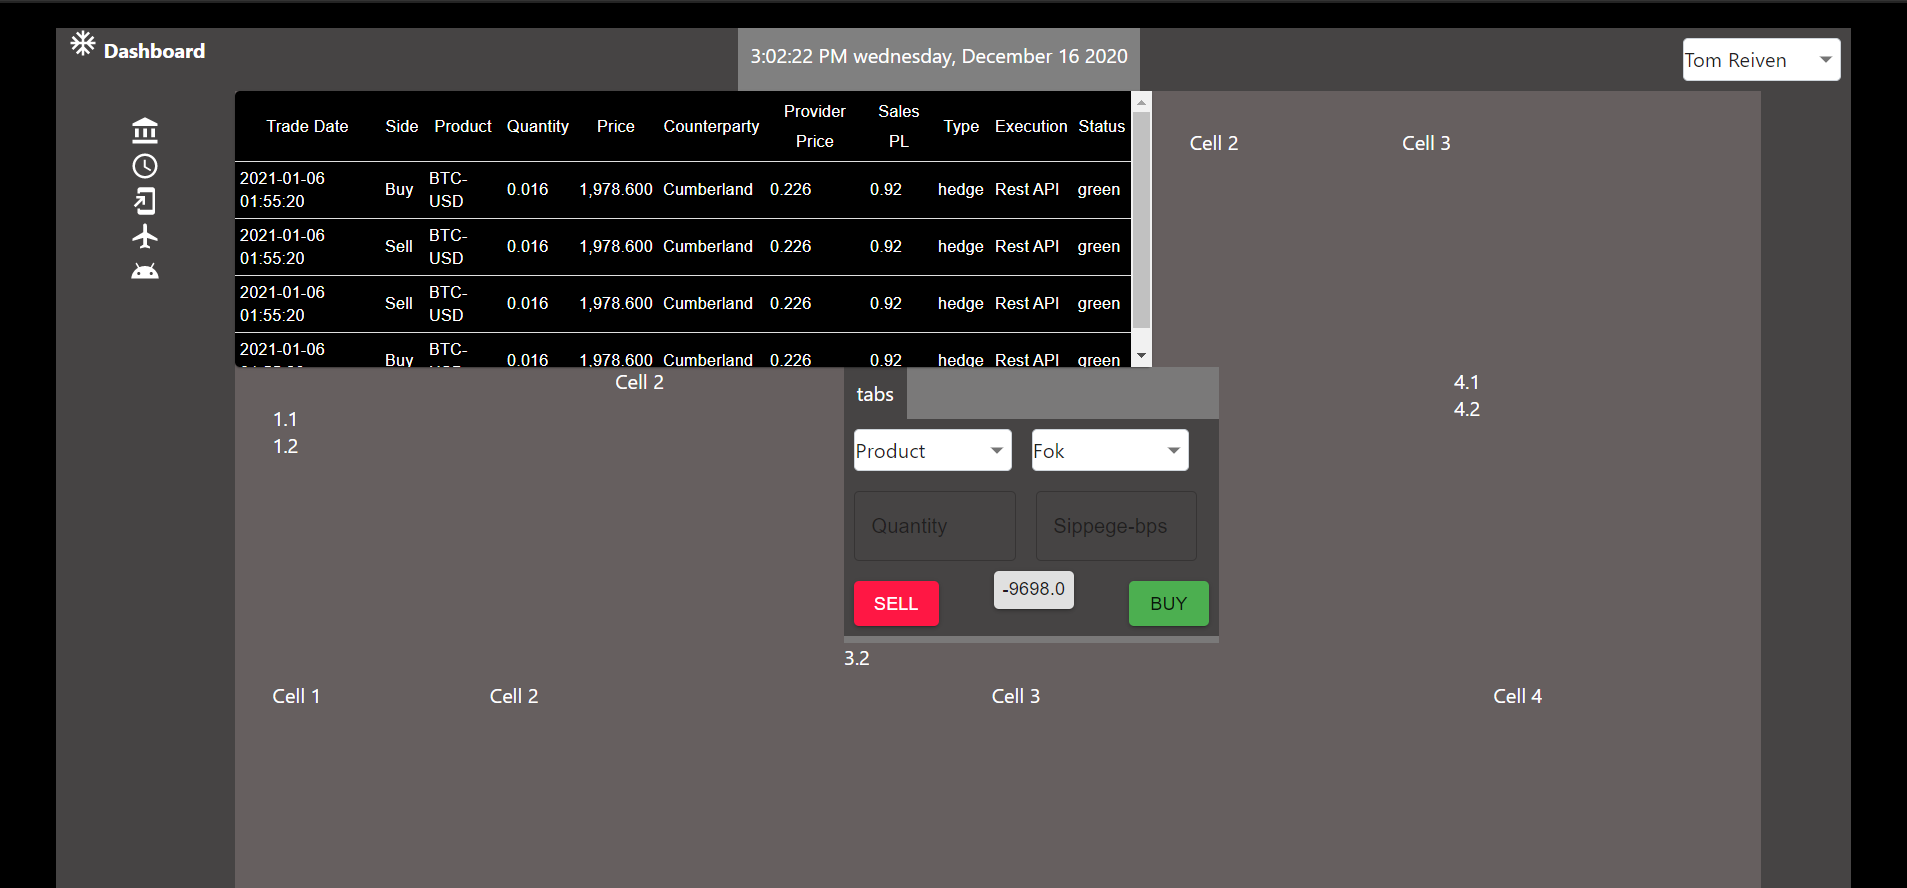 Dashboard
3:02:22 PM wednesday, December 16 2020
Tom Reiven
Trade Date Side Product Quantity Price Counterparty Provider Price Sales PL Type Execution Status
2021-01-06 01:55:20 Buy BTC-USD 0.016 1,978.600 Cumberland 0.226 0.92 hedge Rest API green
2021-01-06 01:55:20 Sell BTC-USD 0.016 1,978.600 Cumberland 0.226 0.92 hedge Rest API green
2021-01-06 01:55:20 Sell BTC-USD 0.016 1,978.600 Cumberland 0.226 0.92 hedge Rest API green
2021-01-06 Buy BTC- 0.016 1,978.600 Cumberland 0.226 0.92 hedge Rest API green
Cell 2 Cell 3
Cell 2
1.1
1.2
tabs
Product Fok
Quantity Sippege-bps
SELL -9698.0 BUY
3.2
4.1
4.2
Cell 1 Cell 2 Cell 3 Cell 4